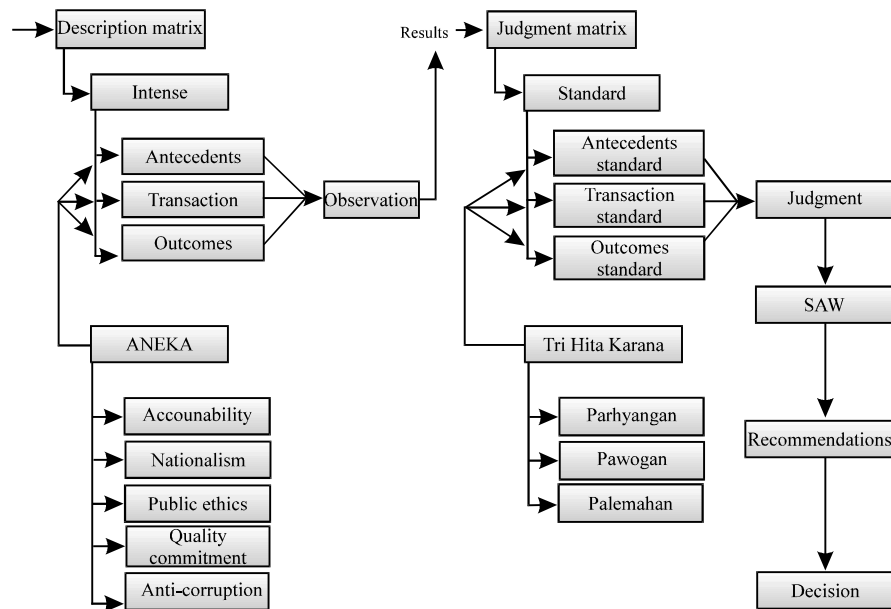 Description matrix
Intense
Antecedents
Transaction
Outcomes
Observation
ANEKA
Accounability
Nationalism
Public ethics
Quality
commitment
Anti-corruption
Results
Judgment matrix
Standard
Antecedents
standard
Transaction
standard
Outcomes
standard
Tri Hita Karana
Parhyangan
Pawogan
Palemahan
Judgment
SAW
Recommendations
Decision